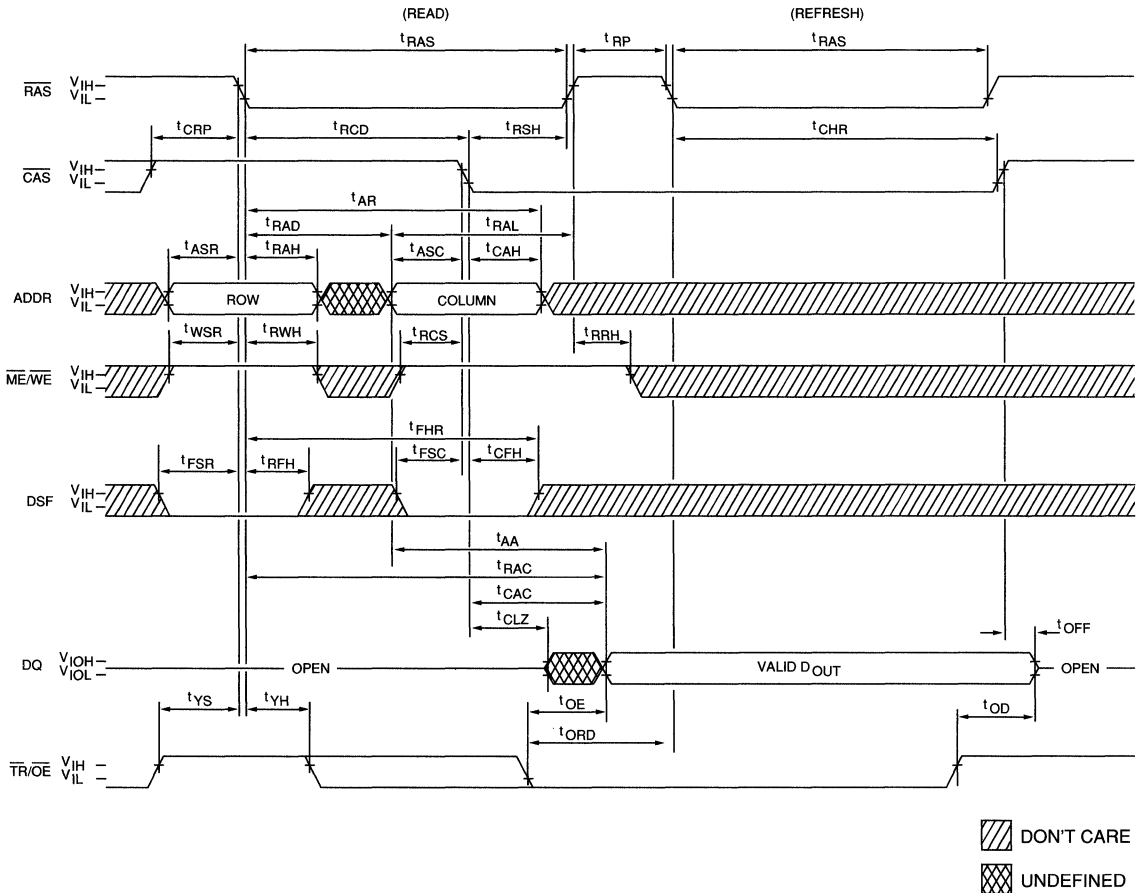 (READ) (REFRESH)
tRAS tRP tRAS
RAS VIH VIL
tCRP tRCD tRSH tCHR
CAS VIH VIL
tAR
tRAD tRAL
tASR tRAH tASC tCAH
ADDR VIH VIL ROW COLUMN
tWSR tRWH tRCS tRRH
ME/WE VIH VIL
tFHR
tFSR tRFH tFSC tCFH
DSF VIH VIL
tAA
tRAC
tCAC
tCLZ tOFF
DQ VIOH VIOL OPEN VALID DOUT OPEN
tYS tYH tOE tOD
tORD
TR/OE VIH VIL
DON'T CARE
UNDEFINED